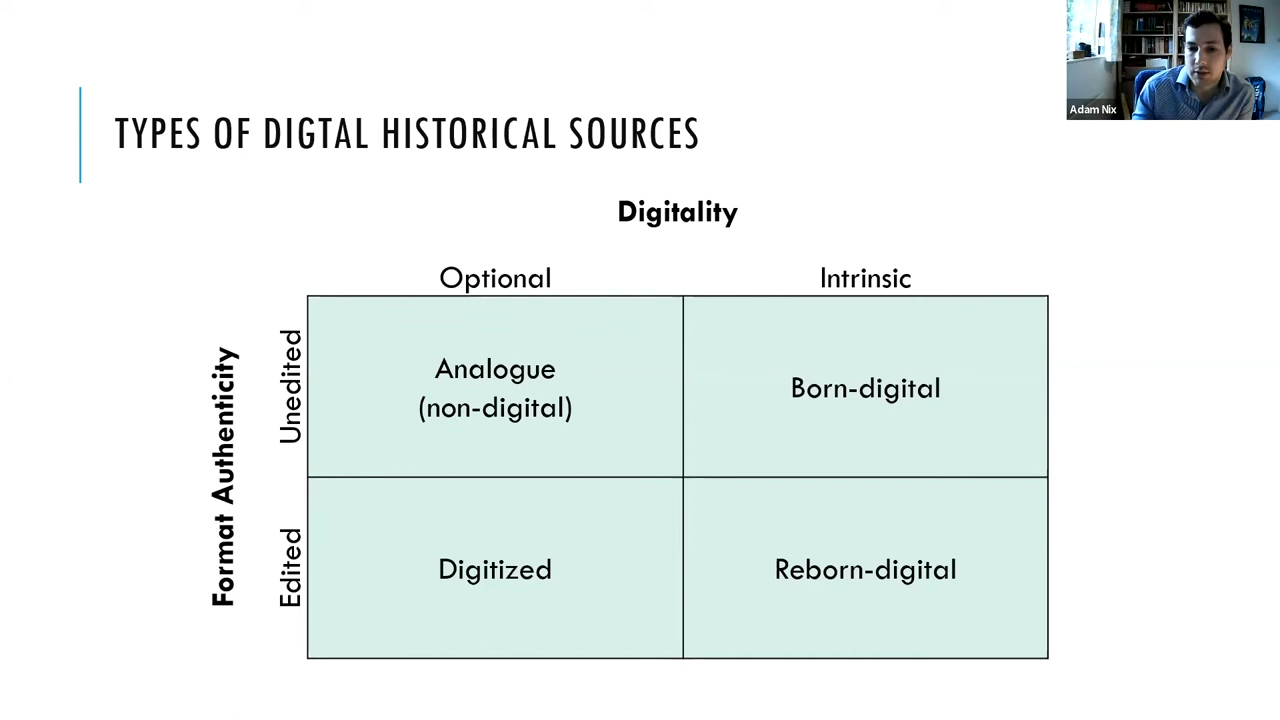 Adam Nix
TYPES OF DIGTAL HISTORICAL SOURCES
Digitality
Optional
Intrinsic
Format Authenticity
Unedited
Analogue
(non-digital)
Born-digital
Edited
Digitized
Reborn-digital